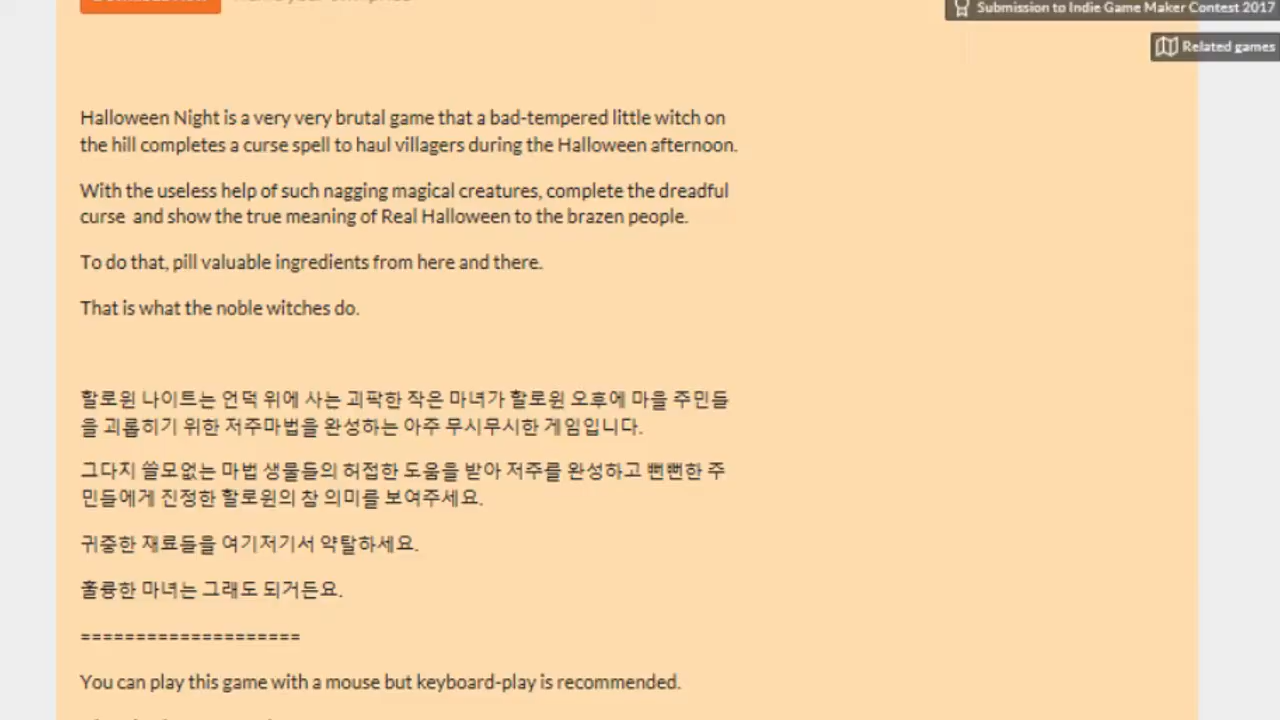 Submission to Indie Game Maker Contest 2017
Related games
Halloween Night is a very very brutal game that a bad-tempered little witch on
the hill completes a curse spell to haul villagers during the Halloween afternoon.
With the useless help of such nagging magical creatures, complete the dreadful
curse and show the true meaning of Real Halloween to the brazen people.
To do that, pill valuable ingredients from here and there.
That is what the noble witches do.
할로윈 나이트는 언덕 위에 사는 괴팍한 작은 마녀가 할로윈 오후에 마을 주민들
을 괴롭히기 위한 저주마법을 완성하는 아주 무시무시한 게임입니다.
그다지 쓸모없는 마법 생물들의 허접한 도움을 받아 저주를 완성하고 뻔뻔한 주
민들에게 진정한 할로윈의 참 의미를 보여주세요.
귀중한 재료들을 여기저기서 약탈하세요.
훌륭한 마녀는 그래도 되거든요.
====================
You can play this game with a mouse but keyboard-play is recommended.